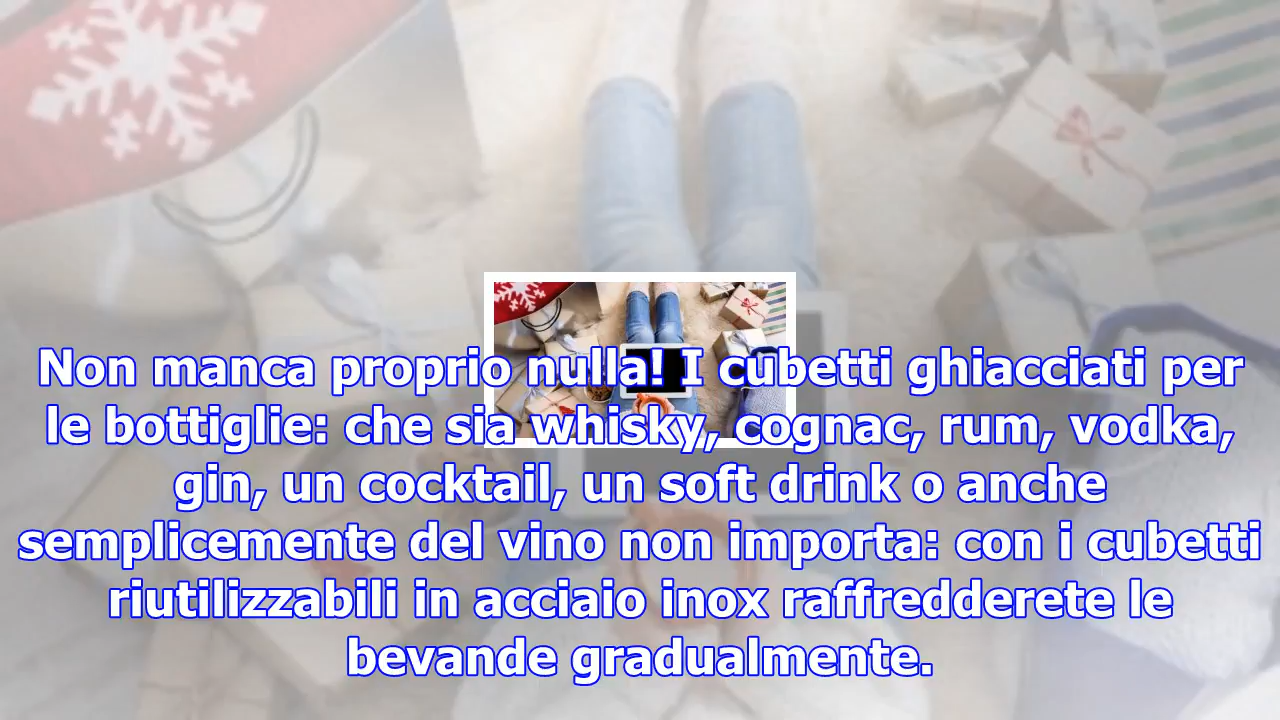 Non manca proprio nulla! I cubetti ghiacciati per
le bottiglie: che sia whisky, cognac, rum, vodka,
gin, un cocktail, un soft drink o anche
semplicemente del vino non importa: con i cubetti
riutilizzabili in acciaio inox raffredderete le
bevande gradualmente.